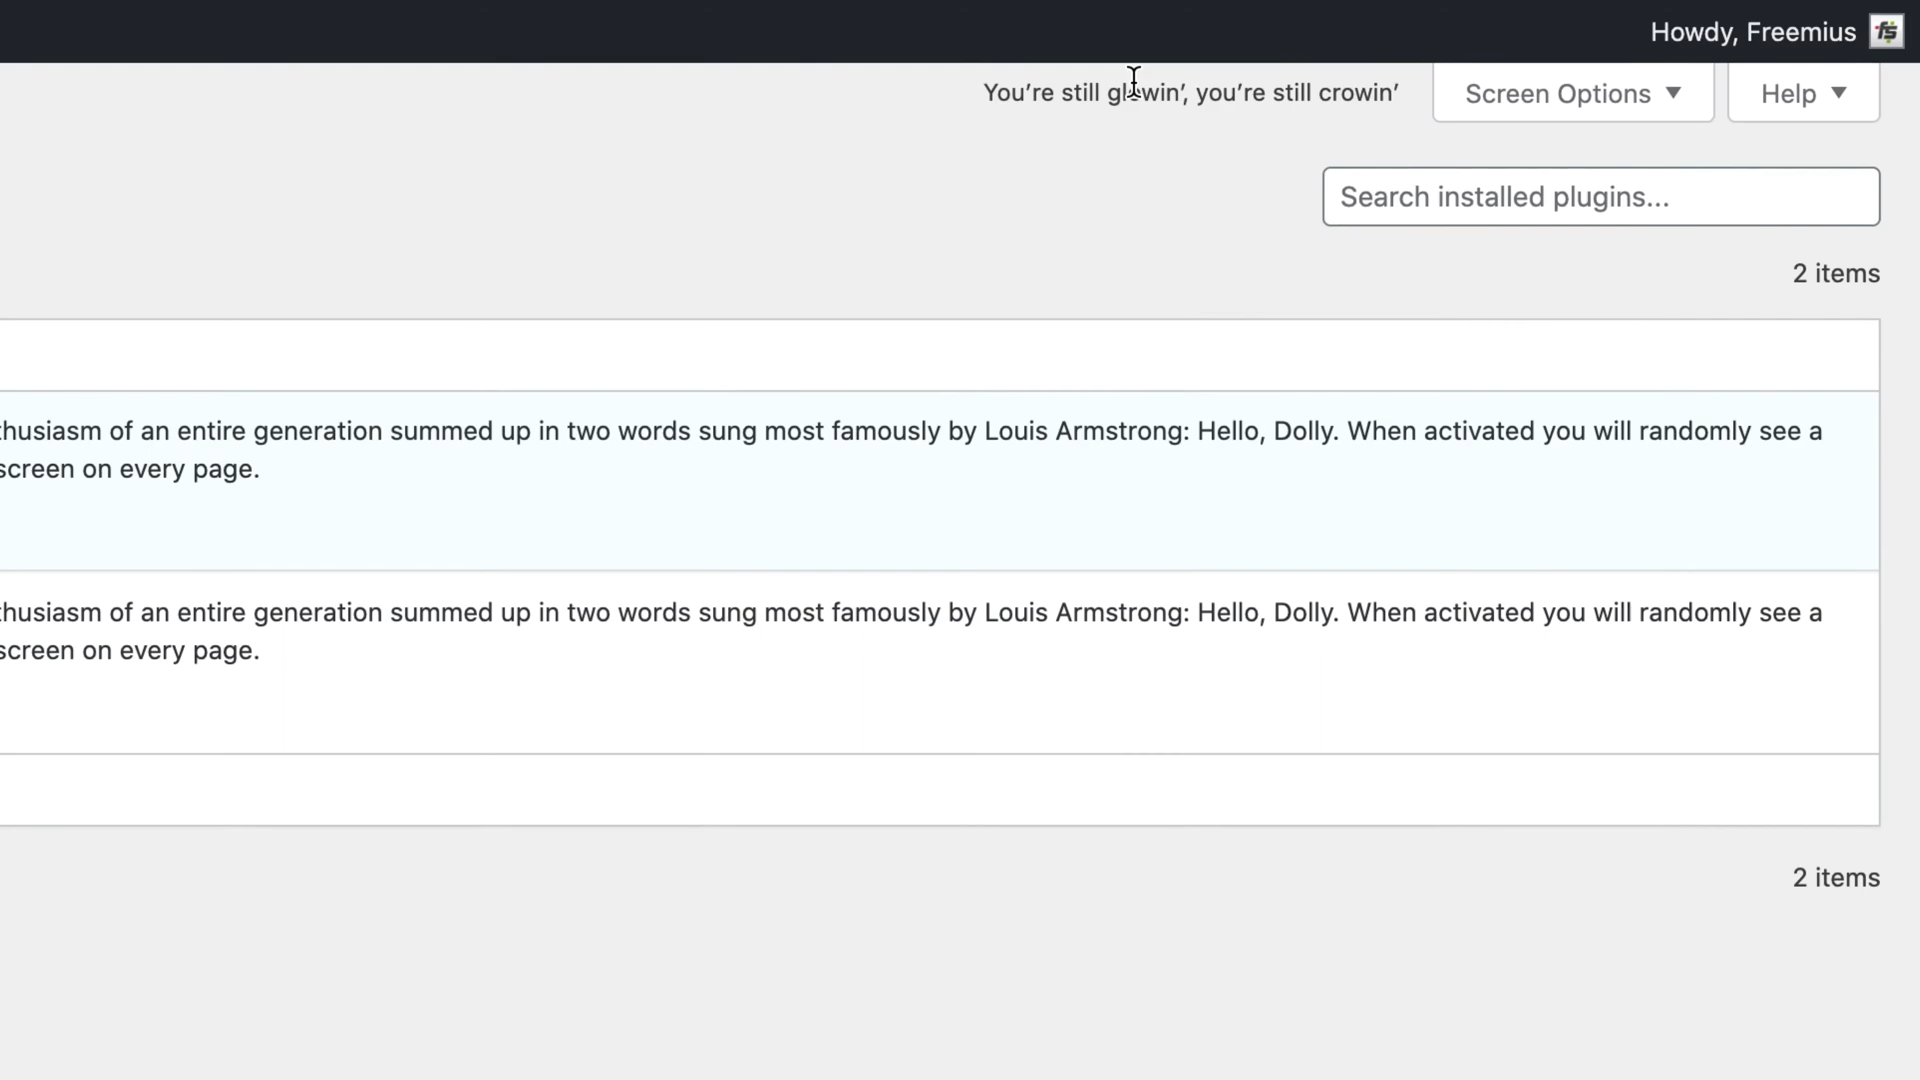 Howdy, Freemius
You’re still glowin’, you’re still crowin’
Screen Options
Help
Search installed plugins...
2 items
thusiasm of an entire generation summed up in two words sung most famously by Louis Armstrong: Hello, Dolly. When activated you will randomly see a
screen on every page.
thusiasm of an entire generation summed up in two words sung most famously by Louis Armstrong: Hello, Dolly. When activated you will randomly see a
screen on every page.
2 items